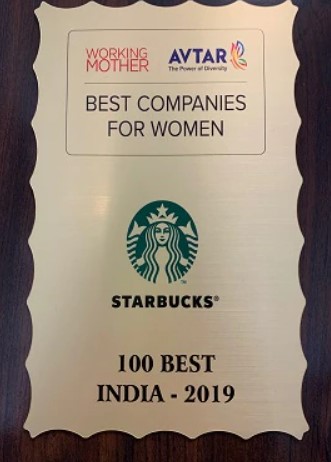 WORKING
MOTHER
AVTAR
The Power of Diversity
BEST COMPANIES
FOR WOMEN
STARBUCKS®
100 BEST
INDIA - 2019